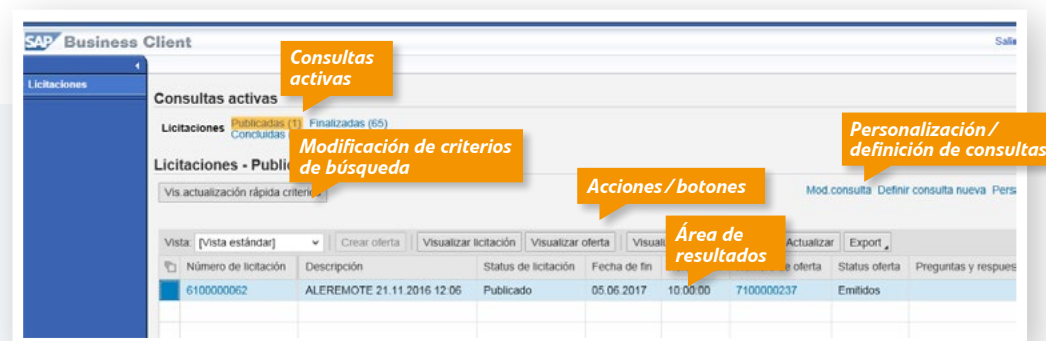 SAP Business Client
Licitaciones
Consultas activas
Consultas activas
Licitaciones Publicadas (1) Finalizadas (65)
Concluidas
Modificación de criterios de búsqueda
Personalización / definición de consultas
Licitaciones -
Vis.actualización rápida
Acciones / botones
Mod.consulta Definir consulta nueva
Área de resultados
Vista: [Vista estándar] Crear oferta Visualizar licitación Visualizar oferta Actualizar Export
Número de licitación Descripción Status de licitación Fecha de fin oferta Status oferta Preguntas y
6100000062 ALEREMOTE 21.11.2016 12:06 Publicado 05.06.2017 10:00:00 7100000237 Emitidos